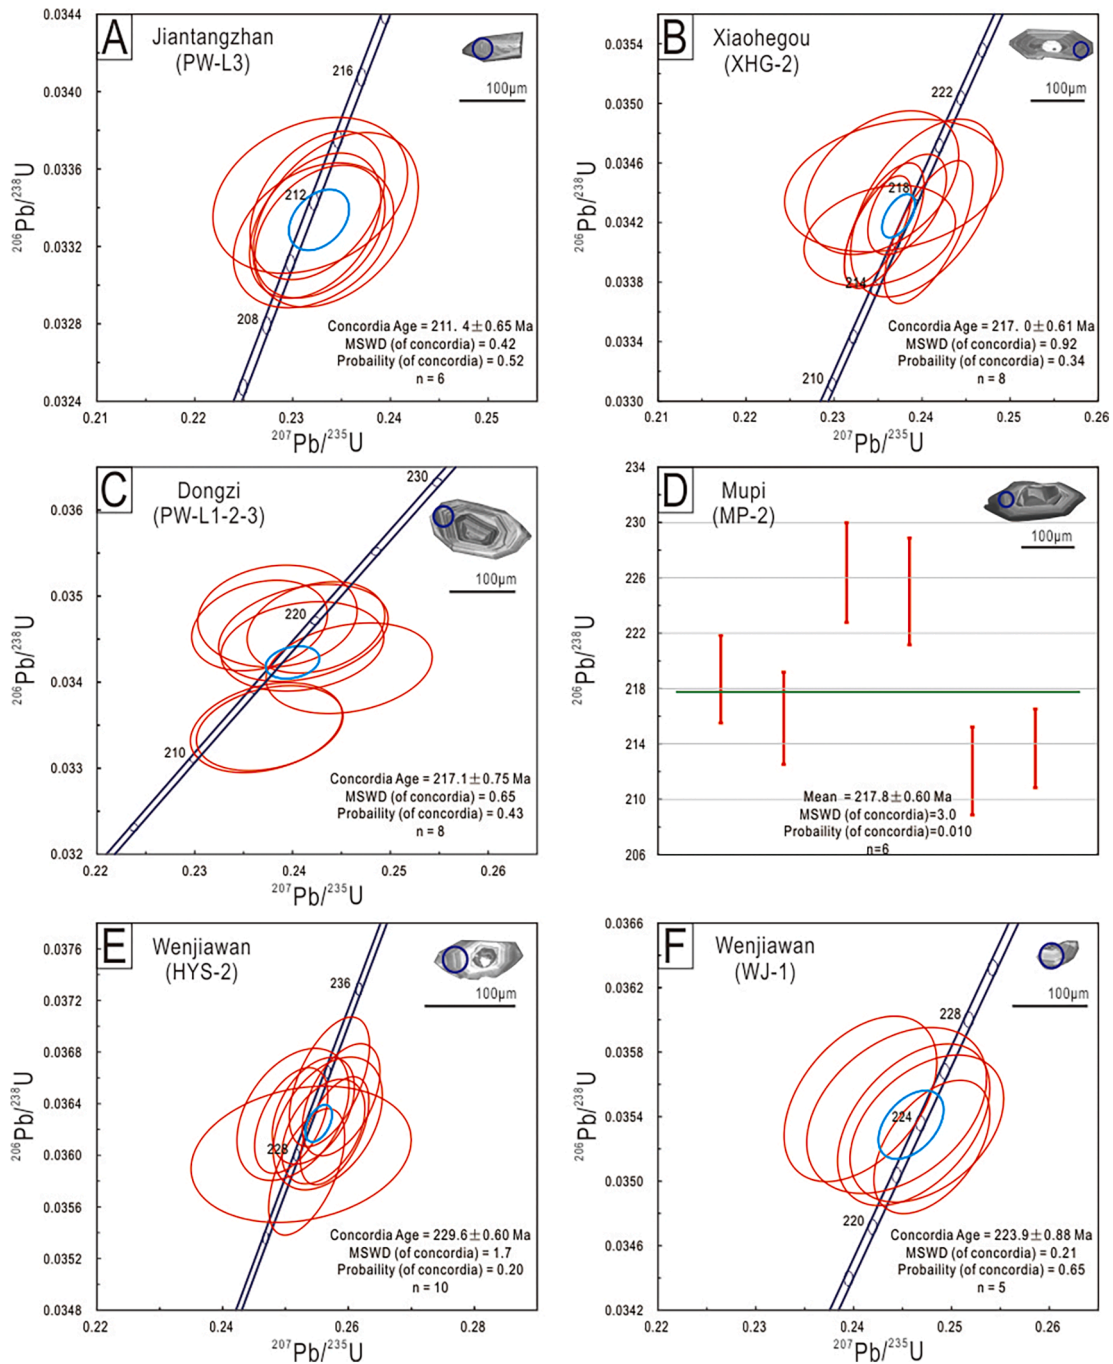 A
Jiantangzhan
(PW-L3)
100μm
216
212
208
Concordia Age = 211. 4±0.65 Ma
MSWD (of concordia) = 0.42
Probaility (of concordia) = 0.52
n = 6
0.0344
0.0340
0.0336
0.0332
0.0328
0.0324
0.21
0.22
0.23
0.24
0.25
206Pb/238U
207Pb/235U
B
Xiaohegou
(XHG-2)
100μm
222
218
214
210
Concordia Age = 217. 0±0.61 Ma
MSWD (of concordia) = 0.92
Probaility (of concordia) = 0.34
n = 8
0.0354
0.0350
0.0346
0.0342
0.0338
0.0334
0.0330
0.21
0.22
0.23
0.24
0.25
0.26
206Pb/238U
207Pb/235U
C
Dongzi
(PW-L1-2-3)
100μm
230
220
210
Concordia Age = 217.1±0.75 Ma
MSWD (of concordia) = 0.65
Probaility (of concordia) = 0.43
n = 8
0.036
0.035
0.034
0.033
0.032
0.22
0.23
0.24
0.25
0.26
206Pb/238U
207Pb/235U
D
Mupi
(MP-2)
100μm
234
230
226
222
218
214
210
206
206Pb/238U
Mean = 217.8±0.60 Ma
MSWD (of concordia)=3.0
Probaility (of concordia)=0.010
n=6
E
Wenjiawan
(HYS-2)
100μm
236
228
Concordia Age = 229.6±0.60 Ma
MSWD (of concordia) = 1.7
Probaility (of concordia) = 0.20
n = 10
0.0376
0.0372
0.0368
0.0364
0.0360
0.0356
0.0352
0.0348
0.22
0.24
0.26
0.28
206Pb/238U
207Pb/235U
F
Wenjiawan
(WJ-1)
100μm
228
224
220
Concordia Age = 223.9±0.88 Ma
MSWD (of concordia) = 0.21
Probaility (of concordia) = 0.65
n = 5
0.0366
0.0362
0.0358
0.0354
0.0350
0.0346
0.0342
0.22
0.23
0.24
0.25
0.26
206Pb/238U
207Pb/235U